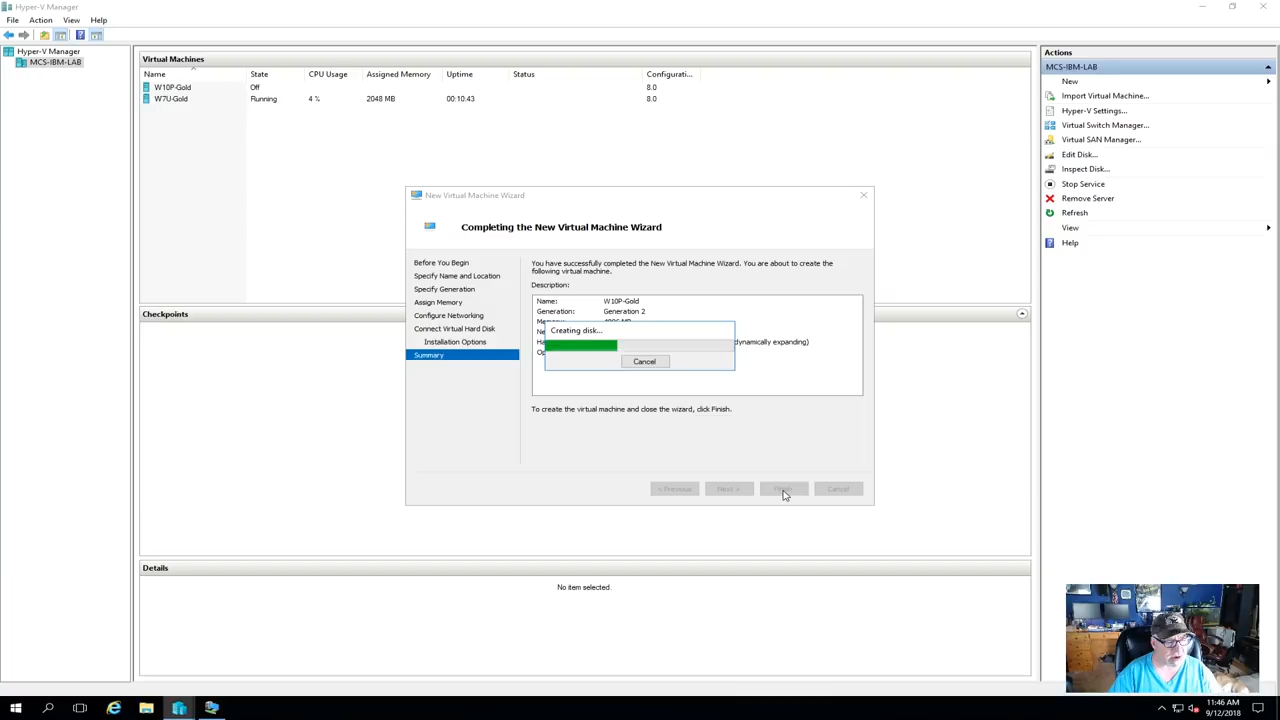 Hyper-V Manager
File Action View Help
Hyper-V Manager
MCS-IBM-LAB
Virtual Machines
Name State CPU Usage Assigned Memory Uptime Status Configurati...
W10P-Gold Off 8.0
W7U-Gold Running 4 % 2048 MB 00:10:43 8.0
New Virtual Machine Wizard
Completing the New Virtual Machine Wizard
Before You Begin
Specify Name and Location
Specify Generation
Assign Memory
Configure Networking
Connect Virtual Hard Disk
Installation Options
Summary
You have successfully completed the New Virtual Machine Wizard. You are about to create the
following virtual machine.
Description:
Name: W10P-Gold
Generation: Generation 2
dynamically expanding)
Creating disk...
Cancel
To create the virtual machine and close the wizard, click Finish.
< Previous Next > Finish Cancel
Checkpoints
Details
No item selected.
Actions
MCS-IBM-LAB
New
Import Virtual Machine...
Hyper-V Settings...
Virtual Switch Manager...
Virtual SAN Manager...
Edit Disk...
Inspect Disk...
Stop Service
Remove Server
Refresh
View
Help
11:46 AM
9/12/2018